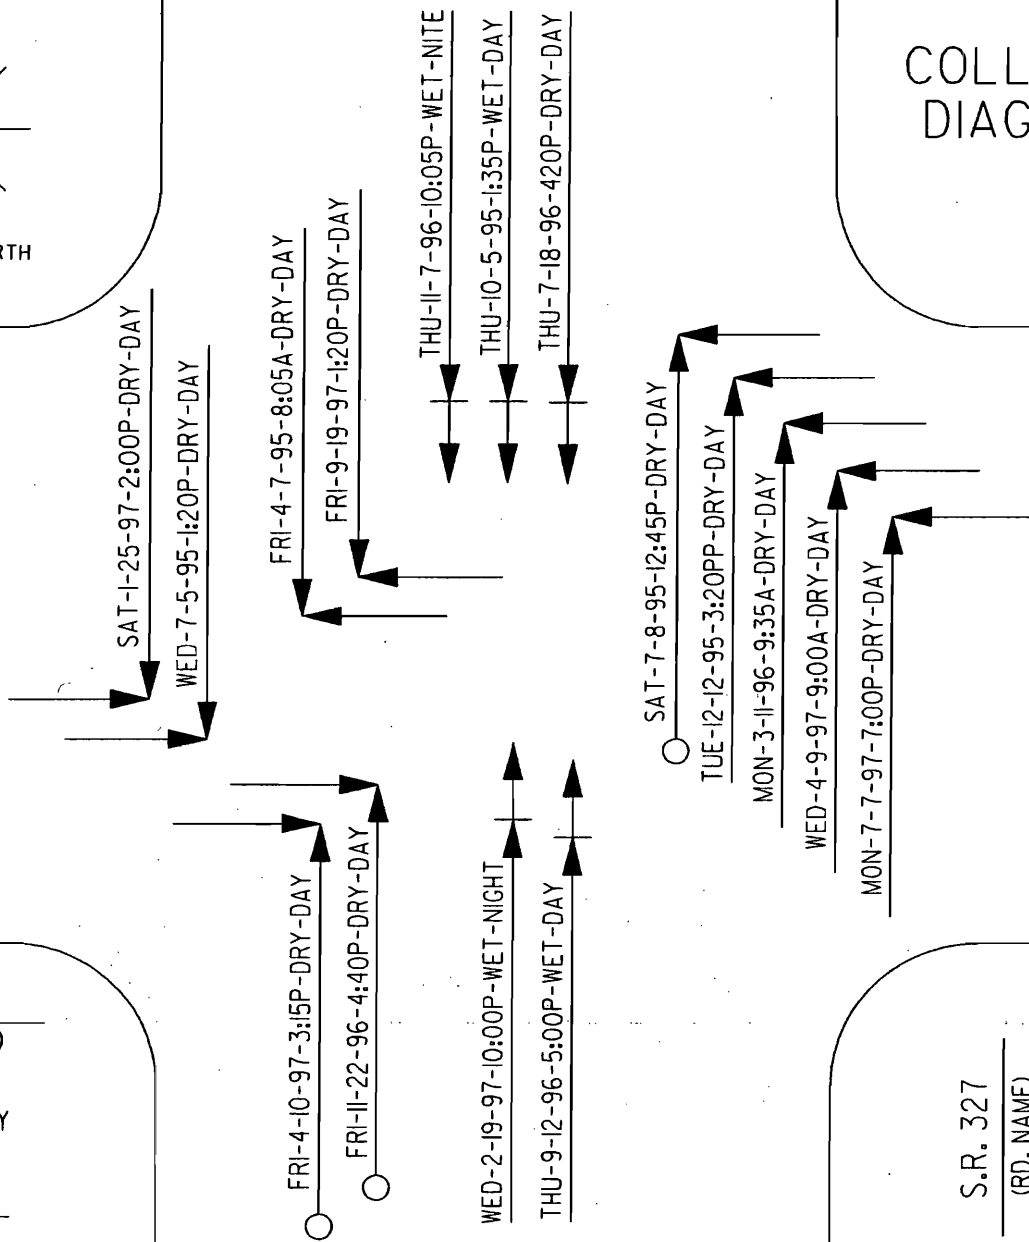 COLL
DIAG
RTH
THU-11-7-96-10:05P-WET-NITE
THU-10-5-95-1:35P-WET-DAY
THU-7-18-96-420P-DRY-DAY
FRI-9-19-97-1:20P-DRY-DAY
FRI-4-7-95-8:05A-DRY-DAY
SAT-1-25-97-2:00P-DRY-DAY
WED-7-5-95-1:20P-DRY-DAY
SAT-7-8-95-12:45P-DRY-DAY
TUE-12-12-95-3:20PP-DRY-DAY
MON-3-11-96-9:35A-DRY-DAY
WED-4-9-97-9:00A-DRY-DAY
MON-7-7-97-7:00P-DRY-DAY
FRI-4-10-97-3:15P-DRY-DAY
FRI-11-22-96-4:40P-DRY-DAY
WED-2-19-97-10:00P-WET-NIGHT
THU-9-12-96-5:00P-WET-DAY
Y
S.R. 327
(RD. NAME)